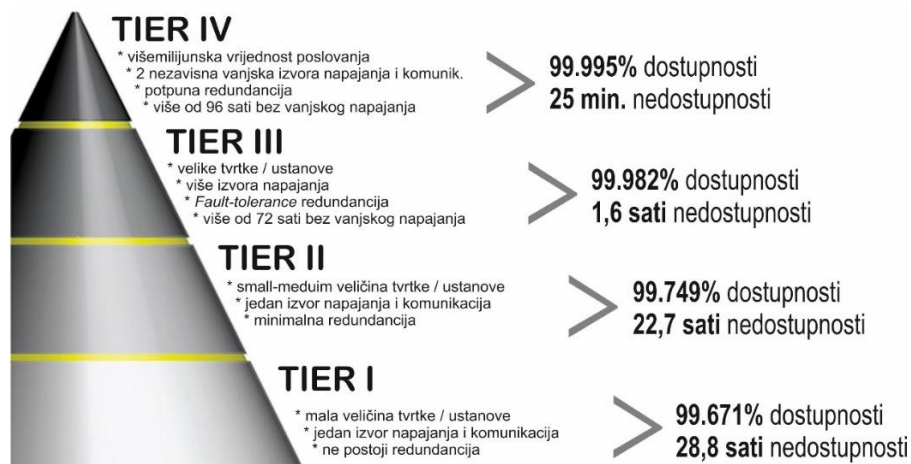 TIER IV
* višemilijunska vrijednost poslovanja
* 2 nezavisna vanjska izvora napajanja i komunik.
* potpuna redundancija
* više od 96 sati bez vanjskog napajanja
99.995% dostupnosti
25 min. nedostupnosti
TIER III
* velike tvrtke / ustanove
* više izvora napajanja
* Fault-tolerance redundancija
* više od 72 sati bez vanjskog napajanja
99.982% dostupnosti
1,6 sati nedostupnosti
TIER II
* small-meduim veličina tvrtke / ustanove
* jedan izvor napajanja i komunikacija
* minimalna redundancija
99.749% dostupnosti
22,7 sati nedostupnosti
TIER I
* mala veličina tvrtke / ustanove
* jedan izvor napajanja i komunikacija
* ne postoji redundancija
99.671% dostupnosti
28,8 sati nedostupnosti